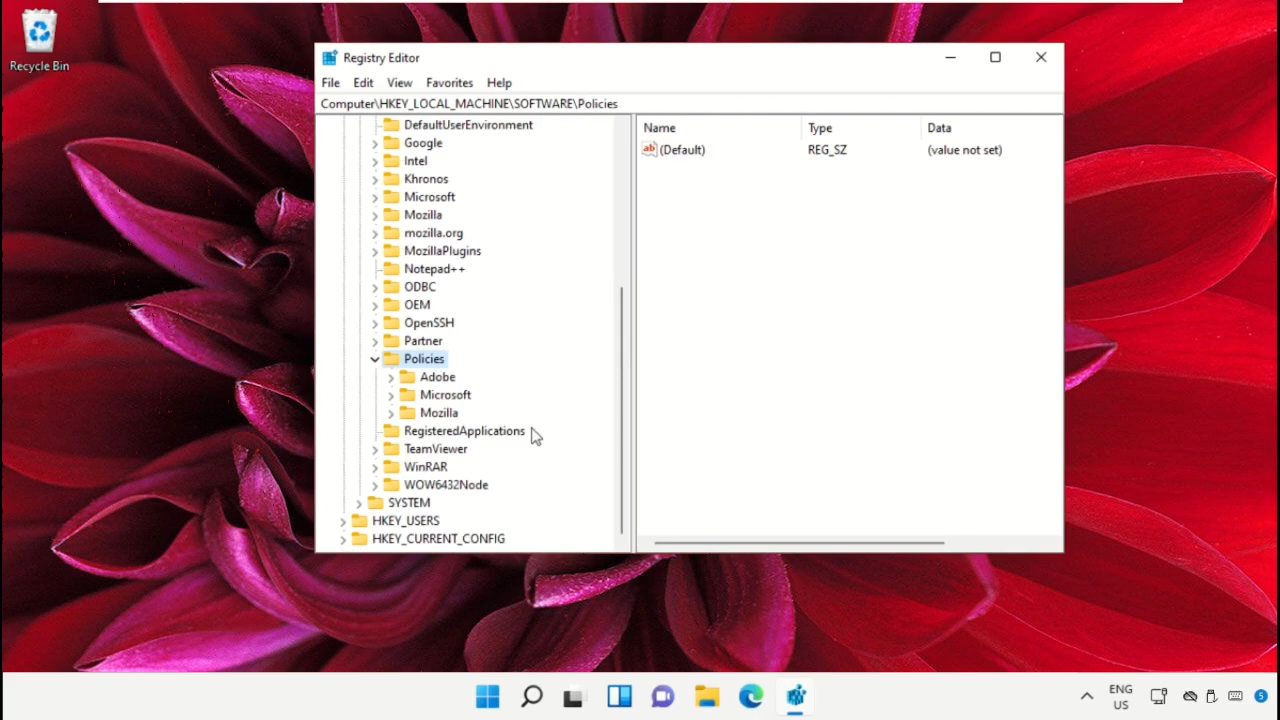 Recycle Bin
Registry Editor
File Edit View Favorites Help
Computer\HKEY_LOCAL_MACHINE\SOFTWARE\Policies
Name Type Data
ab (Default) REG_SZ (value not set)
DefaultUserEnvironment
Google
Intel
Khronos
Microsoft
Mozilla
mozilla.org
MozillaPlugins
Notepad++
ODBC
OEM
OpenSSH
Partner
Policies
Adobe
Microsoft
Mozilla
RegisteredApplications
TeamViewer
WinRAR
WOW6432Node
SYSTEM
HKEY_USERS
HKEY_CURRENT_CONFIG
ENG
US
5